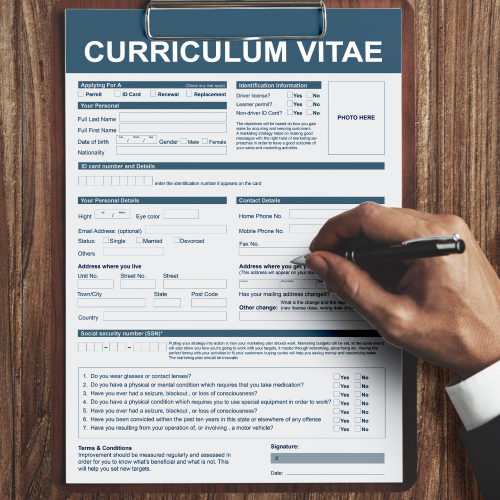 CURRICULUM VITAE
Applying For A (Check any that apply)
Permit ID Card Renewal Replacement
Your Personal
Full Last Name
Full First Name
Date of birth Gender Male Female
Nationality
Identification Information
Driver license? Yes No
Learner permit? Yes No
Non-driver ID Card? Yes No
The objectives will be based on how you gain
sales by acquiring and keeping customers.
A marketing strategy helps on making good
messages with the right twist of marketing ap-
proaches in order to have a good outcome of
your sales and marketing activities.
PHOTO HERE
ID card number and Details
enter the identification number it appears on the card
Your Personal Details
Hight Eye color
Email Address: (optional)
Status: Single Married Devorced
Others
Address where you live
Unit No. Street No. Street
Town/City State Post Code
Country
Contact Details
Home Phone No.
Mobile Phone No.
Fax No.
Address where you get your
(This address will appear on your do
Has your mailing address changed?
Other change: What is the change and the
(new license class, wrong date of
Social security number (SSN)*
Putting your strategy into action is how your marketing plan should work. Marketing budgets will be set, at the same time it
will also show you how you're going to work with your targets, it maybe through networking, advertising etc. Having the
perfect timing with your activities to fit your customers buying cycles will help you saving money and maximizing sales.
The marketing plan should be innovativ
1. Do you wear glasses or contact lenses? Yes No
2. Do you have a physical or mental condition which requires that you take medication? Yes No
3. Have you ever had a seizure, blackout , or loss of consciousness? Yes No
4. Do you have a physical condition which requires you to use special equipment in order to work? Yes No
5. Have you ever had a seizure, blackout , or loss of consciousness? Yes No
6. Have you been convicted withen the past ten years in this state or elsewhere of any offense Yes No
7. Have you resulting from your operation of, or involving , a motor vehicle? Yes No
Terms & Conditions
Improvement should be measured regularly and assessed in
order for you to know what's beneficial and what is not. This
will help you set new targets.
Signature:
X
Date: